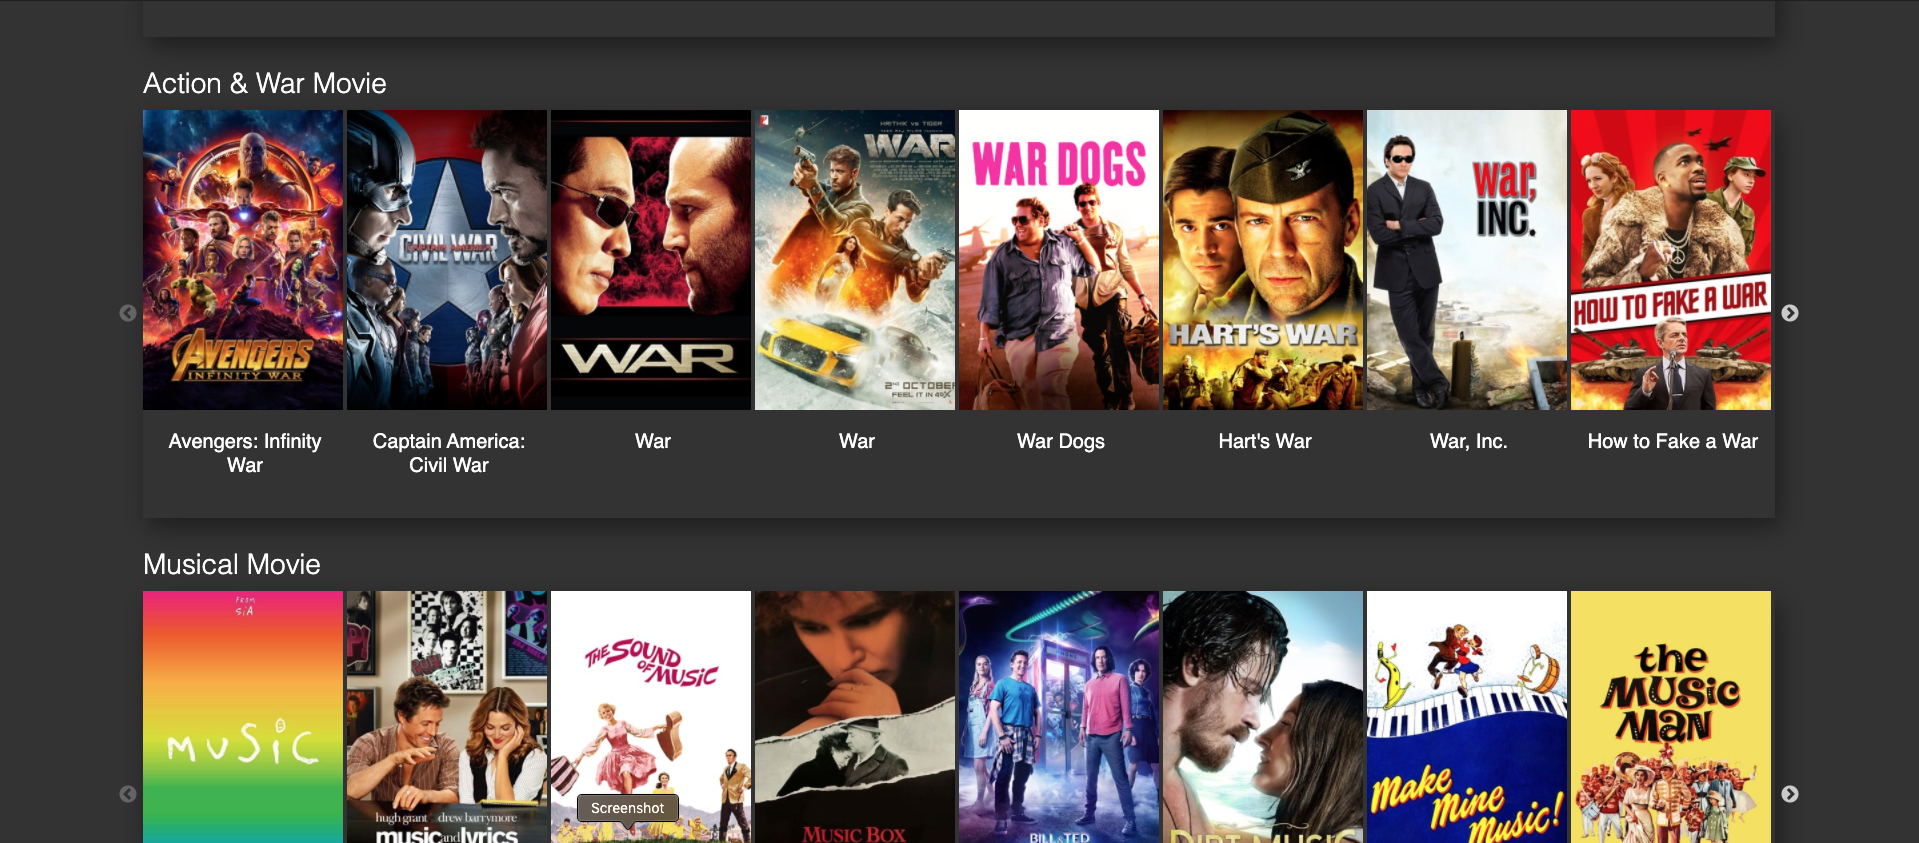 Action & War Movie
AVENGERS
INFINITY WAR
CAPTAIN AMERICA
CIVIL WAR
WAR
HRITHIK VS TIGER
WAR
2ND OCTOBER
FEEL IT IN 4DX
WAR DOGS
HART'S WAR
war,
INC.
HOW TO FAKE A WAR
Avengers: Infinity
War
Captain America:
Civil War
War
War
War Dogs
Hart's War
War, Inc.
How to Fake a War
Musical Movie
FROM
SiA
MUSiC
hugh grant drew barrymore
music and lyrics
THE SOUND
OF MUSIC
Screenshot
MUSIC BOX
BILL & TED
DIRT MUSIC
Make
Mine
Music!
the
MUSic
MAN